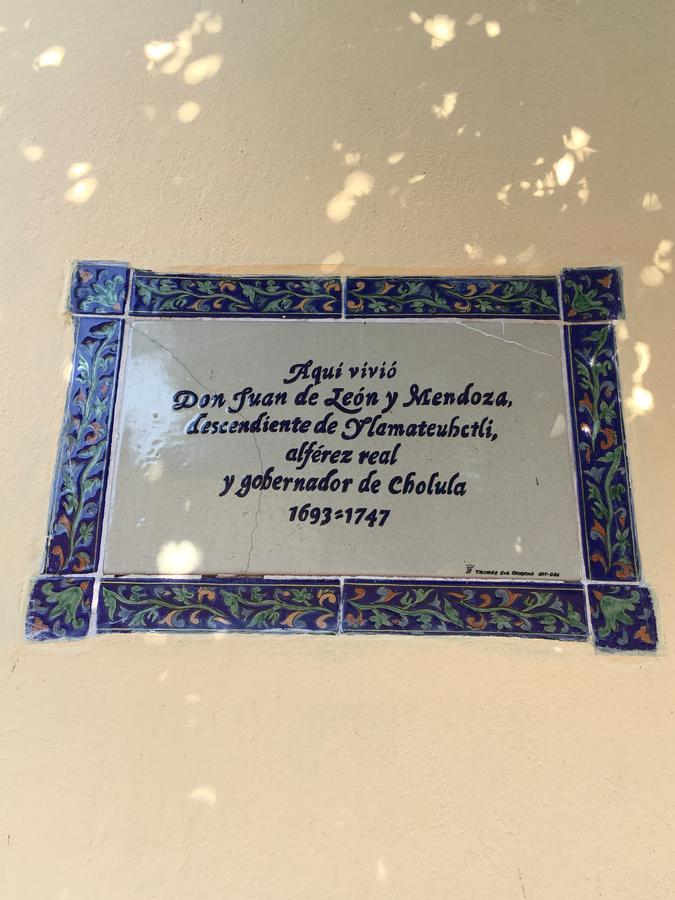 Aquí vivió
Don Juan de León y Mendoza,
descendiente de Ylamateuhctli,
alférez real
y gobernador de Cholula
1693=1747